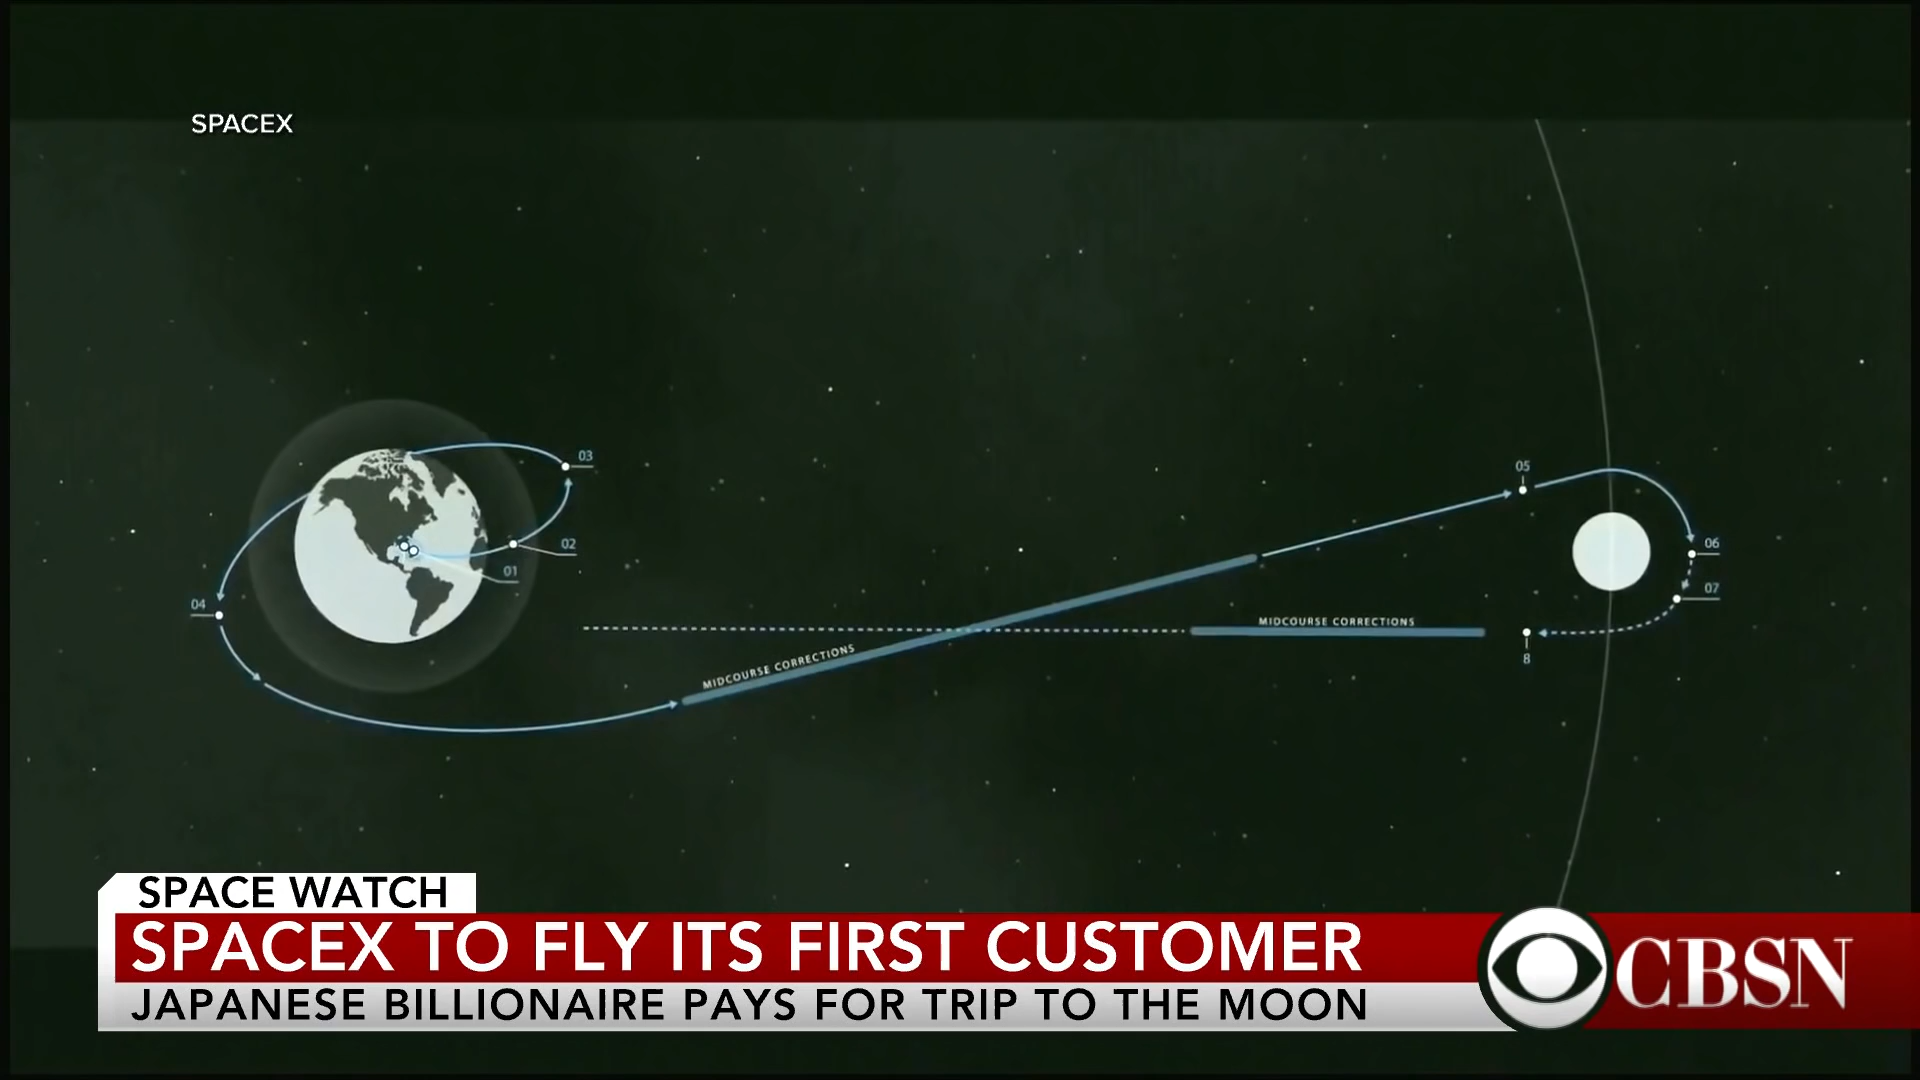 SPACEX
03
05
02
06
01
07
04
MIDCOURSE CORRECTIONS
MIDCOURSE CORRECTIONS
8
SPACE WATCH
SPACEX TO FLY ITS FIRST CUSTOMER
JAPANESE BILLIONAIRE PAYS FOR TRIP TO THE MOON
CBSN